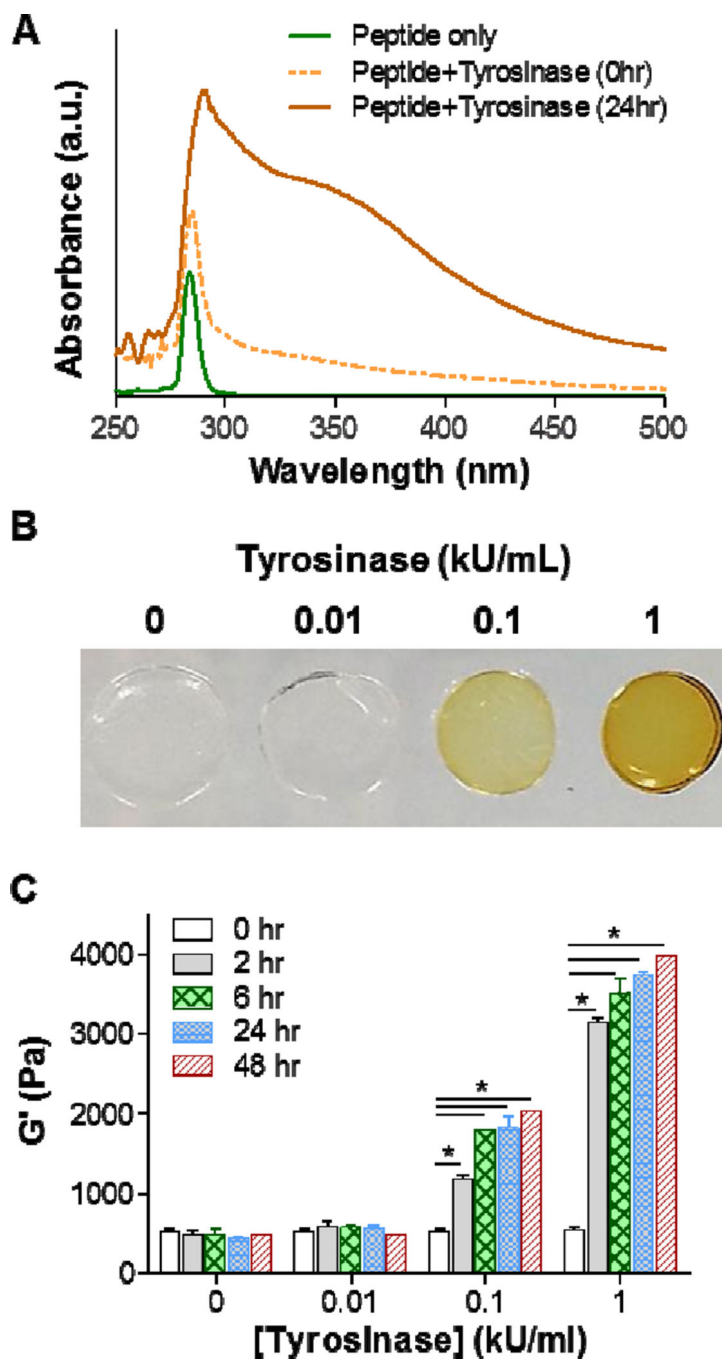 A
Peptide only
Peptide+Tyrosinase (0hr)
Peptide+Tyrosinase (24hr)
Absorbance (a.u.)
250 300 350 400 450 500
Wavelength (nm)
B
Tyrosinase (kU/mL)
0 0.01 0.1 1
C
0 hr
2 hr
6 hr
24 hr
48 hr
*
*
*
*
G' (Pa)
4000
3000
2000
1000
0
0 0.01 0.1 1
[Tyrosinase] (kU/ml)